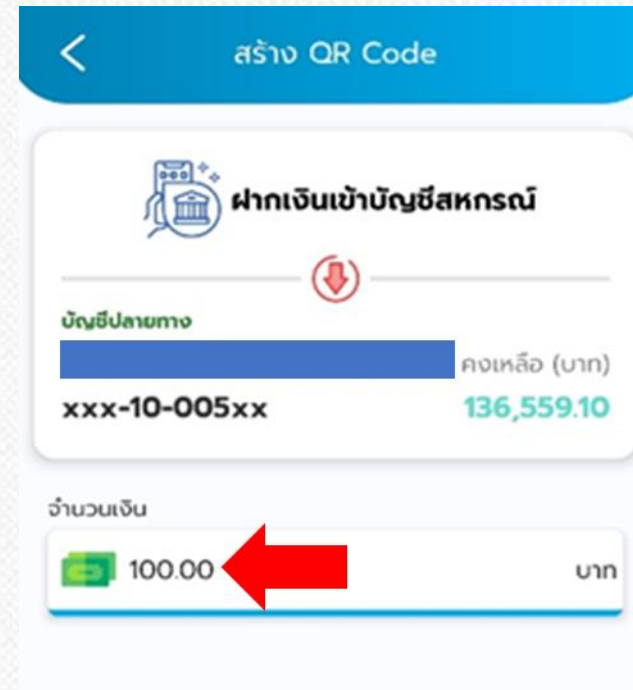 สร้าง QR Code
ฝากเงินเข้าบัญชีสหกรณ์
บัญชีปลายทาง
คงเหลือ (บาท)
xxx-10-005xx 136,559.10
จำนวนเงิน
100.00 บาท